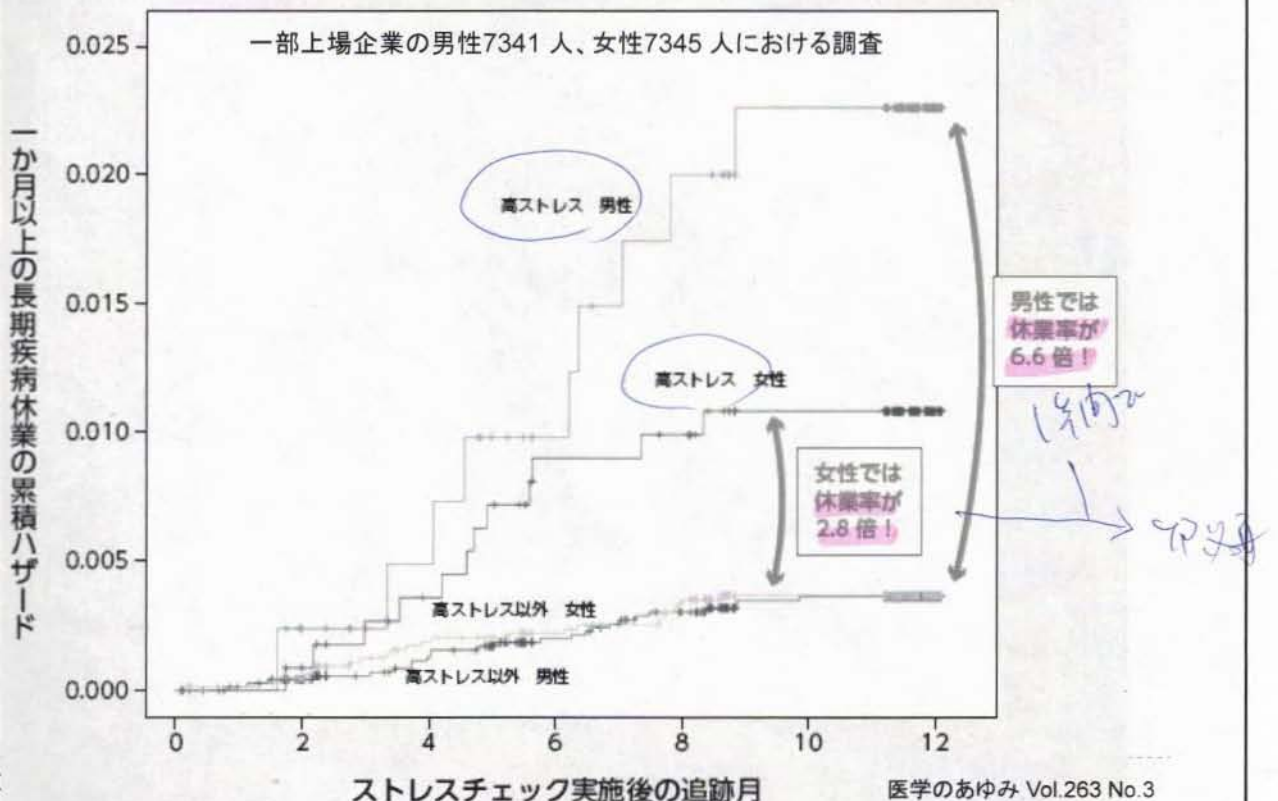 一部上場企業の男性7341 人、女性7345 人における調査
一か月以上の長期疾病休業の累積ハザード
0.025
0.020
0.015
0.010
0.005
0.000
高ストレス 男性
高ストレス 女性
高ストレス以外 女性
高ストレス以外 男性
男性では
休業率が
6.6 倍！
女性では
休業率が
2.8 倍！
0 2 4 6 8 10 12
ストレスチェック実施後の追跡月
医学のあゆみ Vol.263 No.3